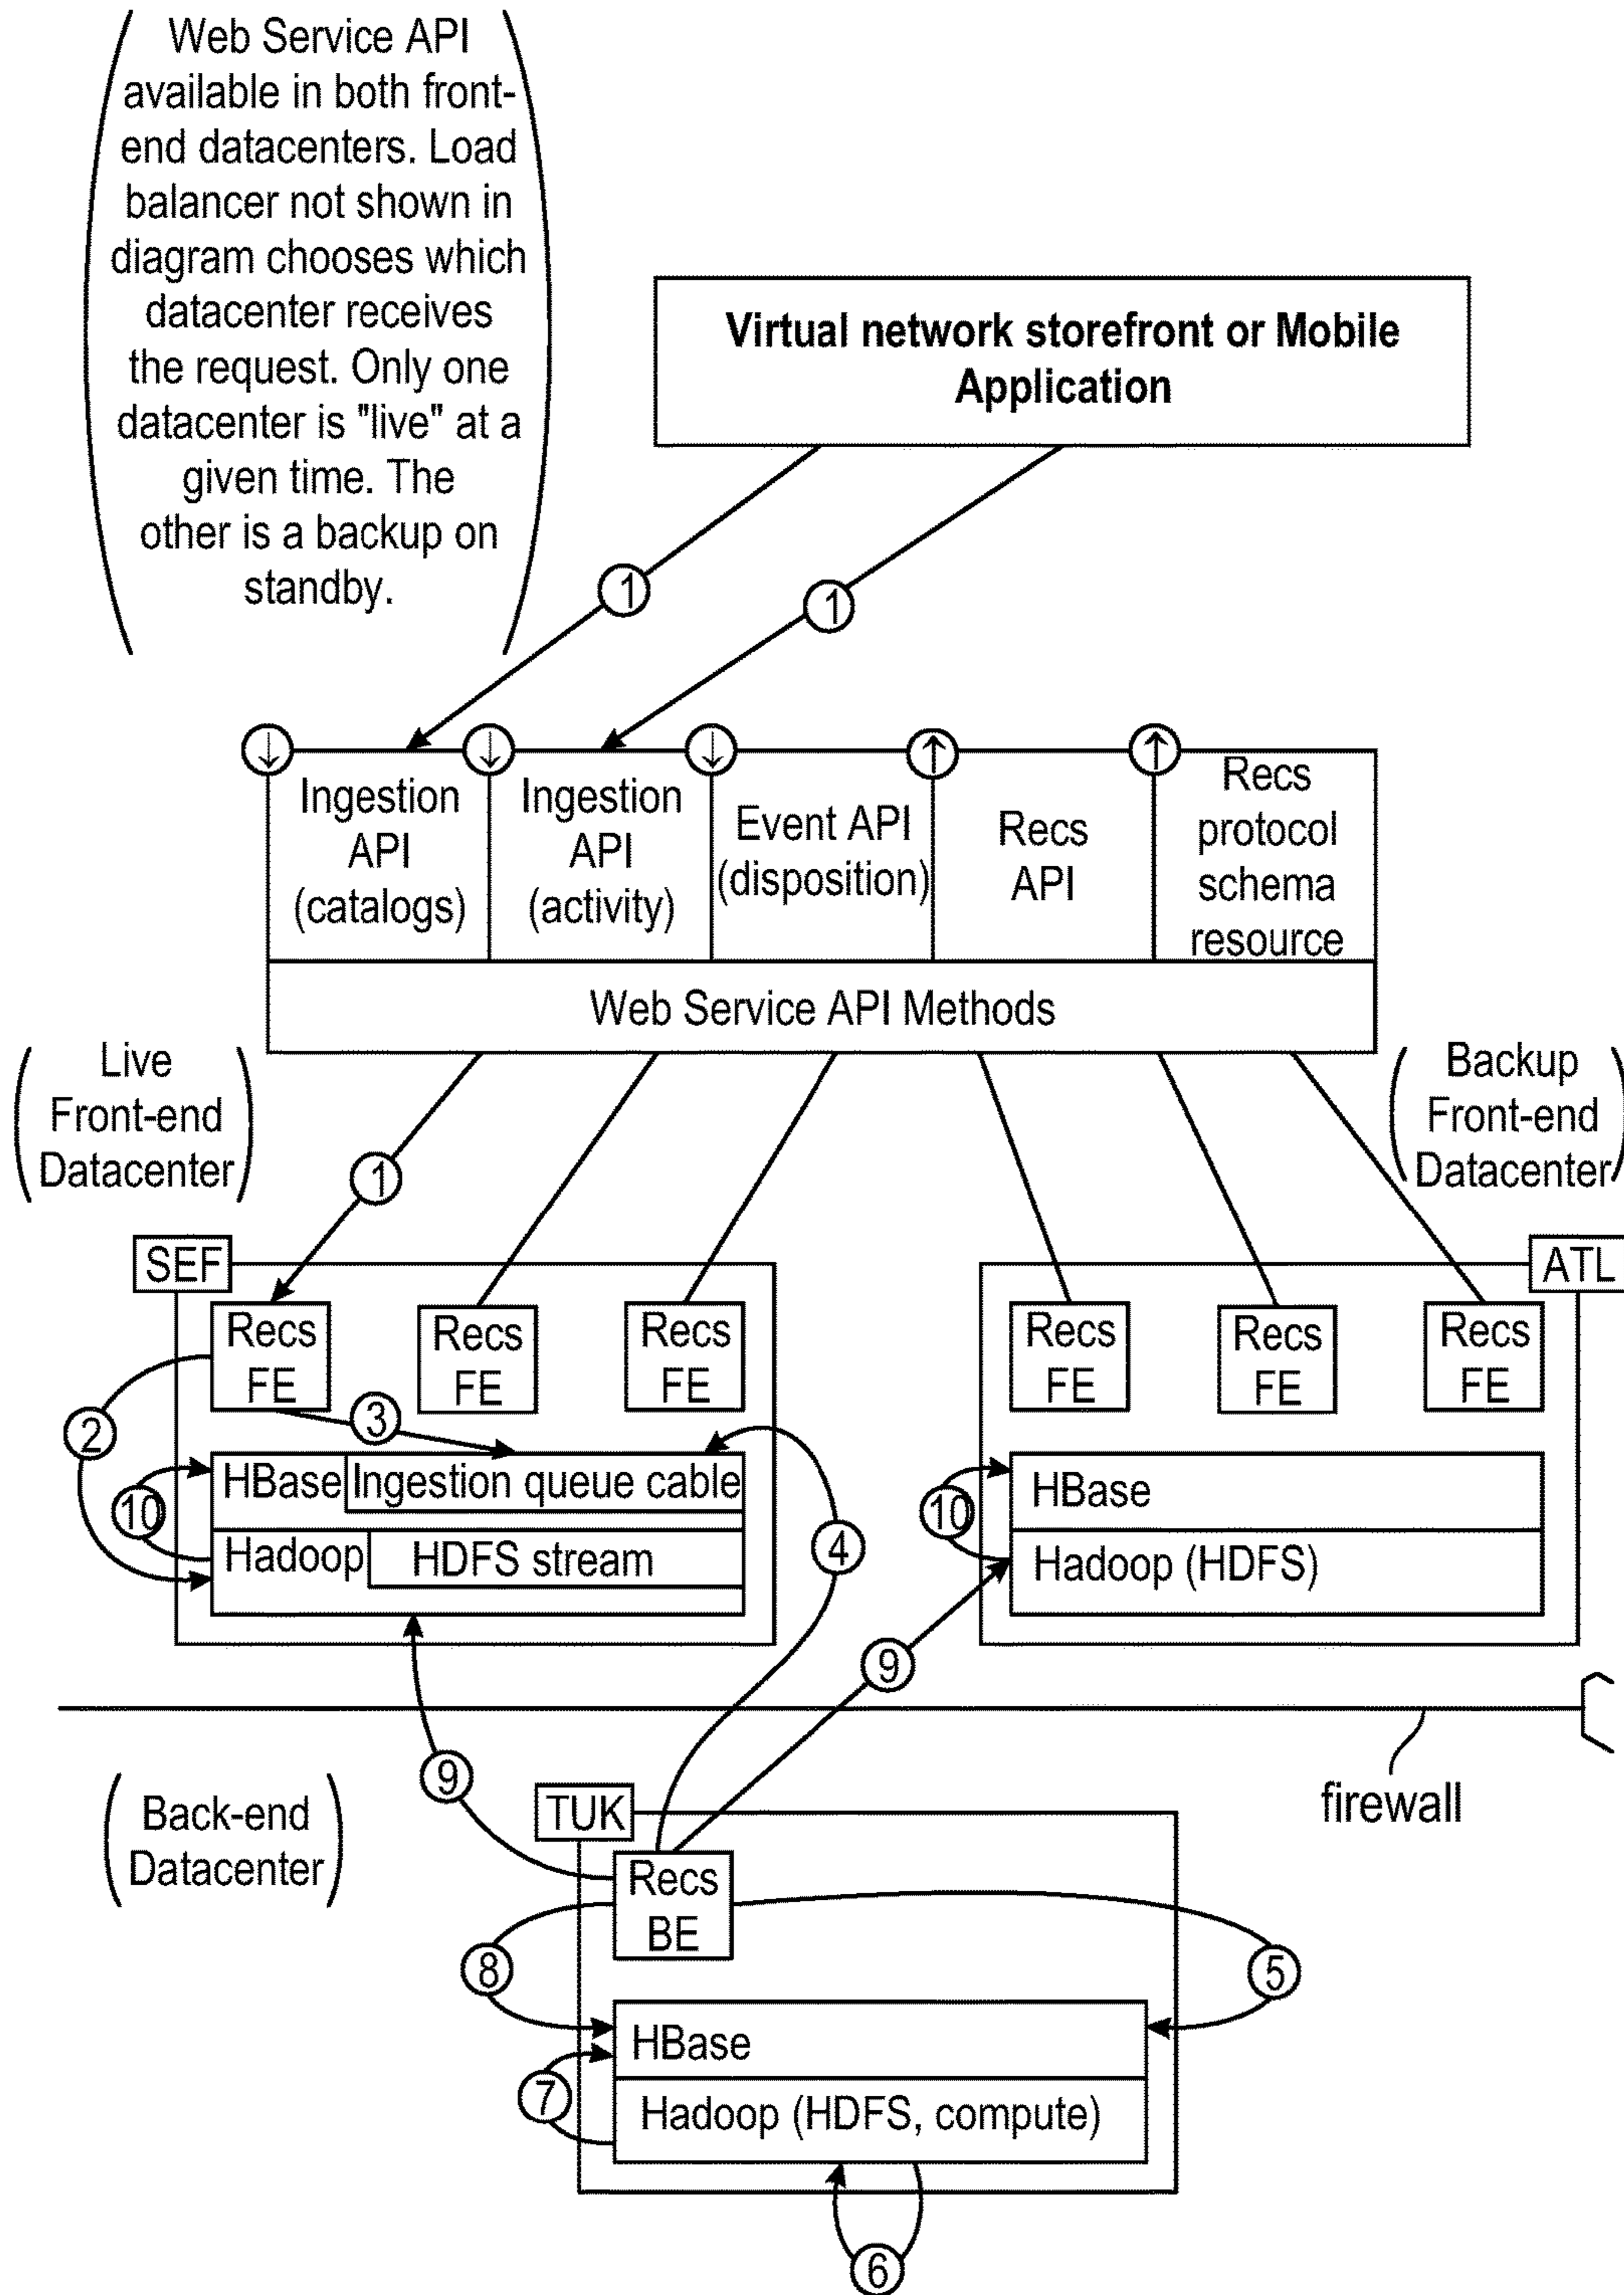 Web Service API
available in both front-
end datacenters. Load
balancer not shown in
diagram chooses which
datacenter receives
the request. Only one
datacenter is "live" at a
given time. The
other is a backup on
standby.
Virtual network storefront or Mobile
Application
1
1
↓
↓
↓
↑
↑
Ingestion
API
(catalogs)
Ingestion
API
(activity)
Event API
(disposition)
Recs
API
Recs
protocol
schema
resource
Web Service API Methods
Live
Front-end
Datacenter
Backup
Front-end
Datacenter
1
SEF
Recs
FE
Recs
FE
Recs
FE
2
3
HBase
Ingestion queue cable
10
Hadoop
HDFS stream
4
ATL
Recs
FE
Recs
FE
Recs
FE
HBase
10
Hadoop (HDFS)
9
9
firewall
Back-end
Datacenter
TUK
Recs
BE
8
5
HBase
7
Hadoop (HDFS, compute)
6